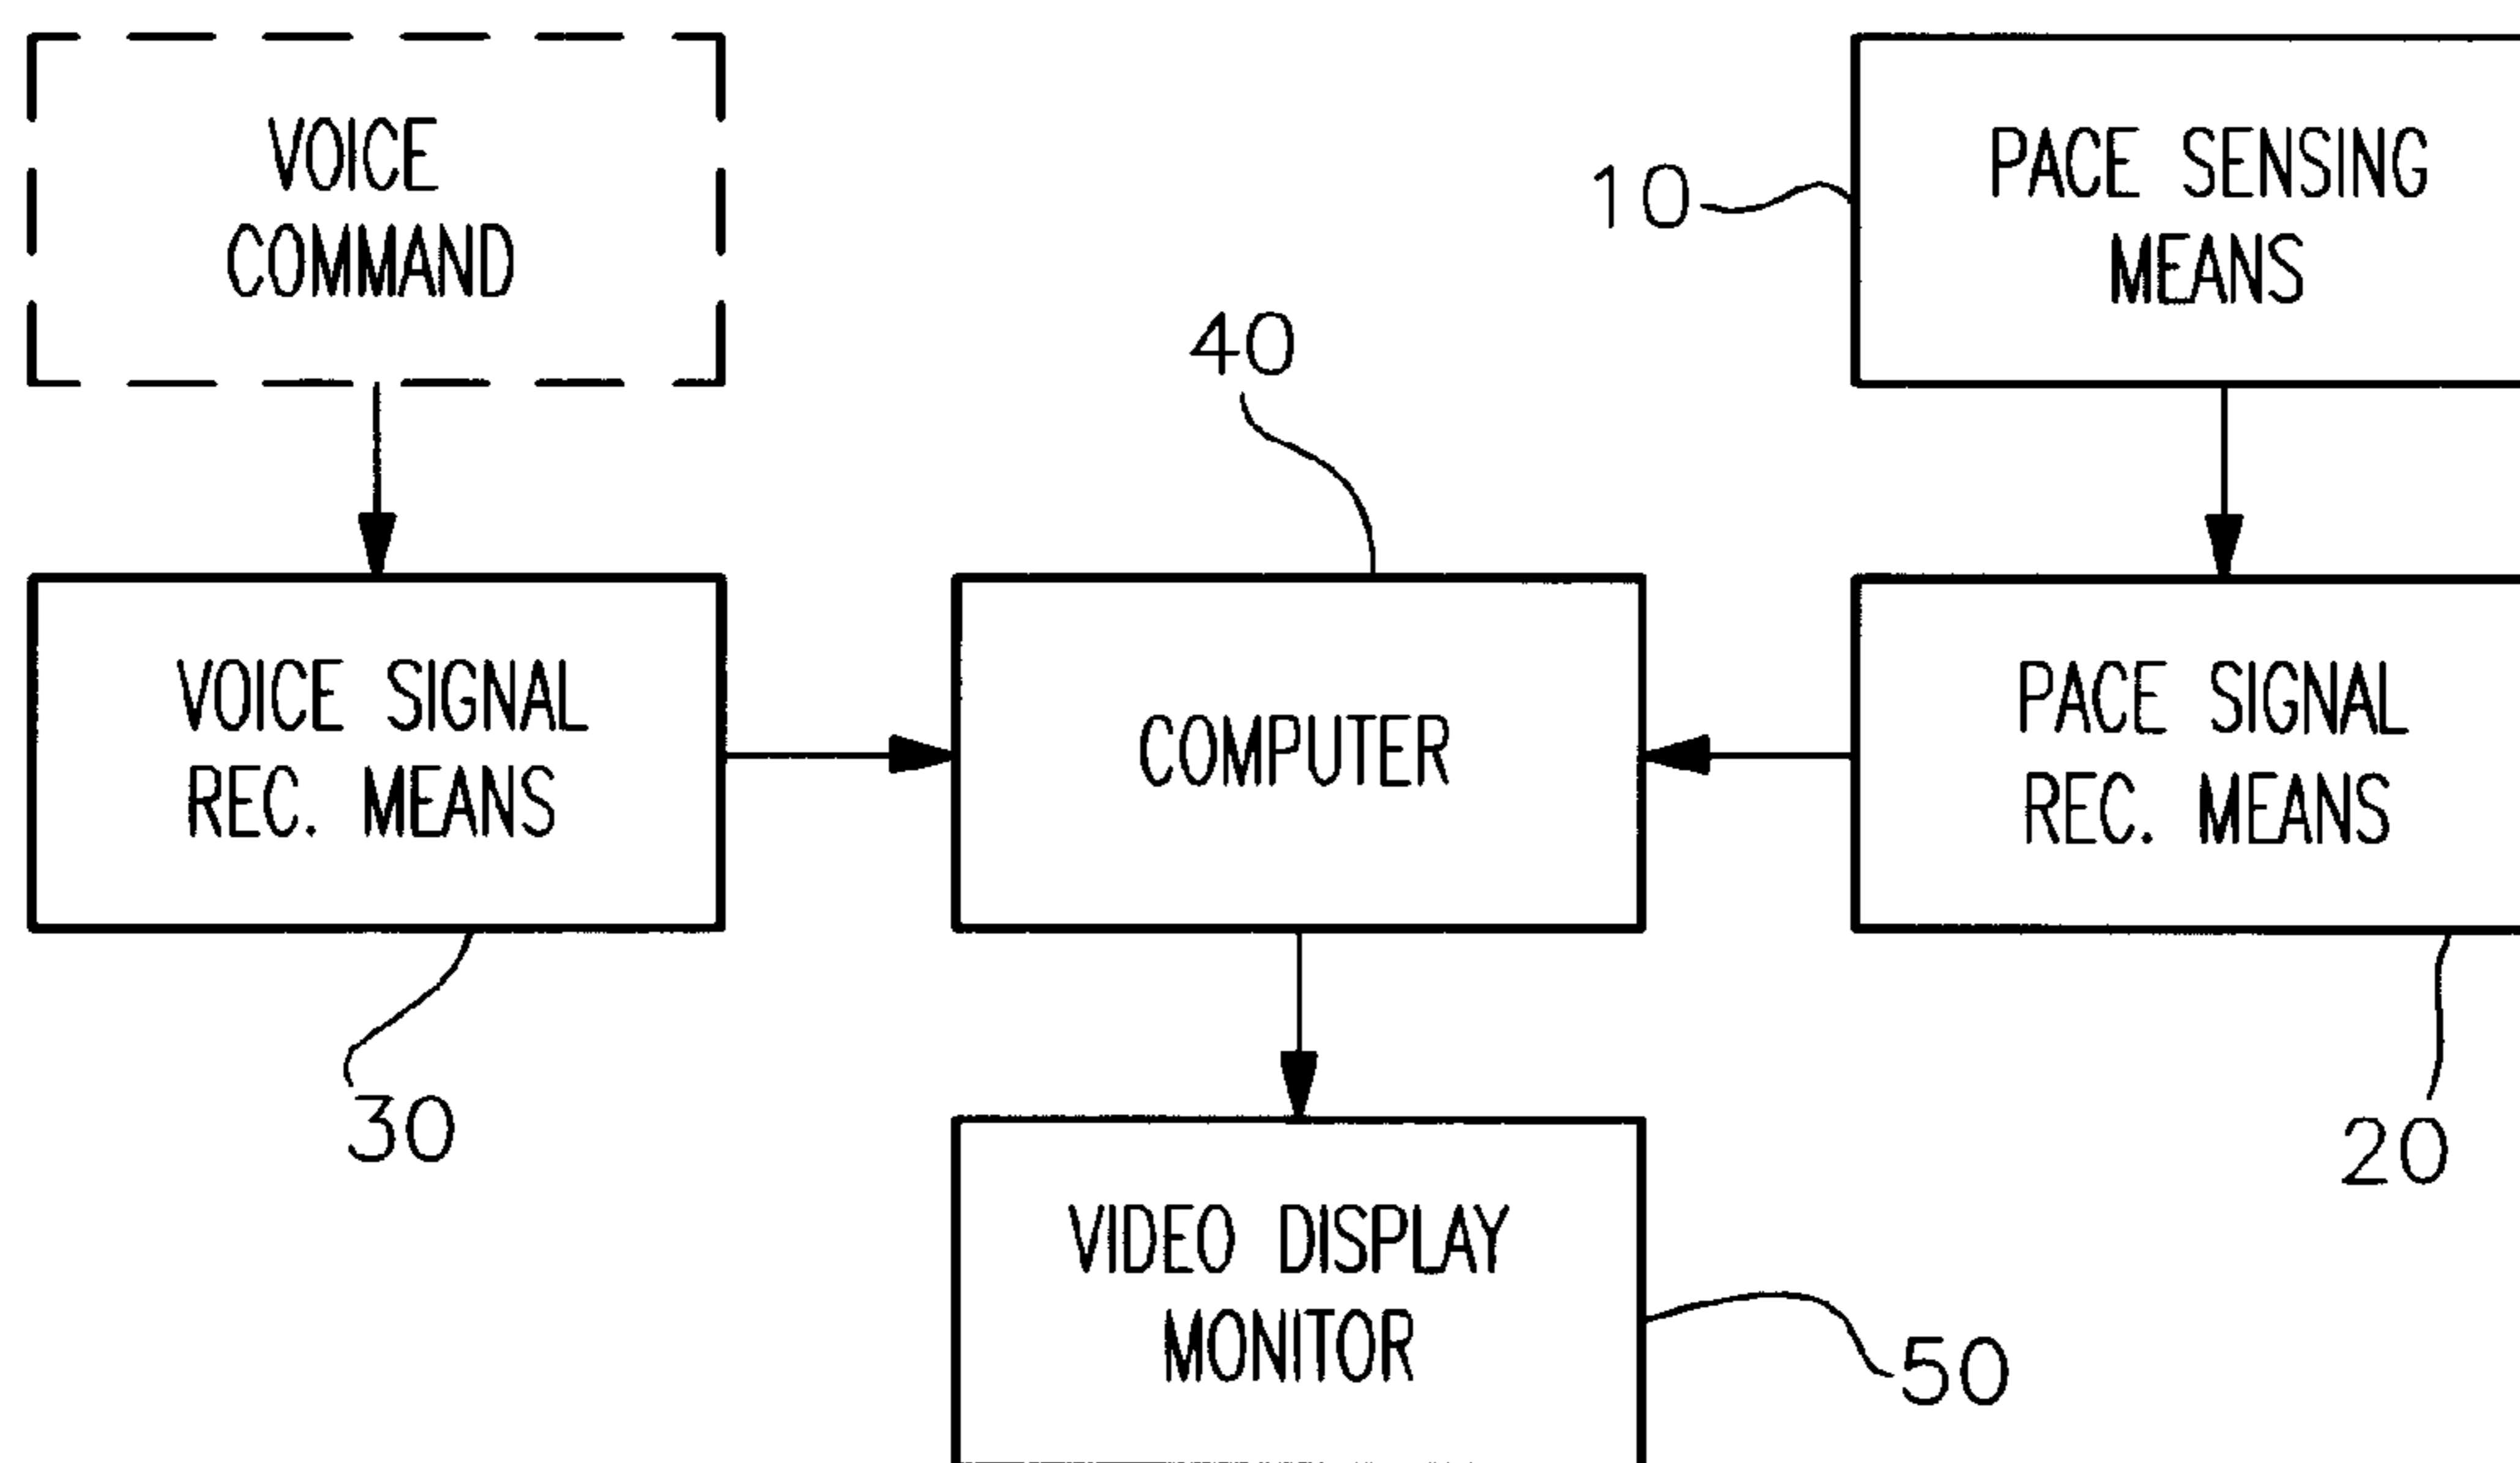 VOICE
COMMAND
10
PACE SENSING
MEANS
40
VOICE SIGNAL
REC. MEANS
COMPUTER
PACE SIGNAL
REC. MEANS
30
20
VIDEO DISPLAY
MONITOR
50